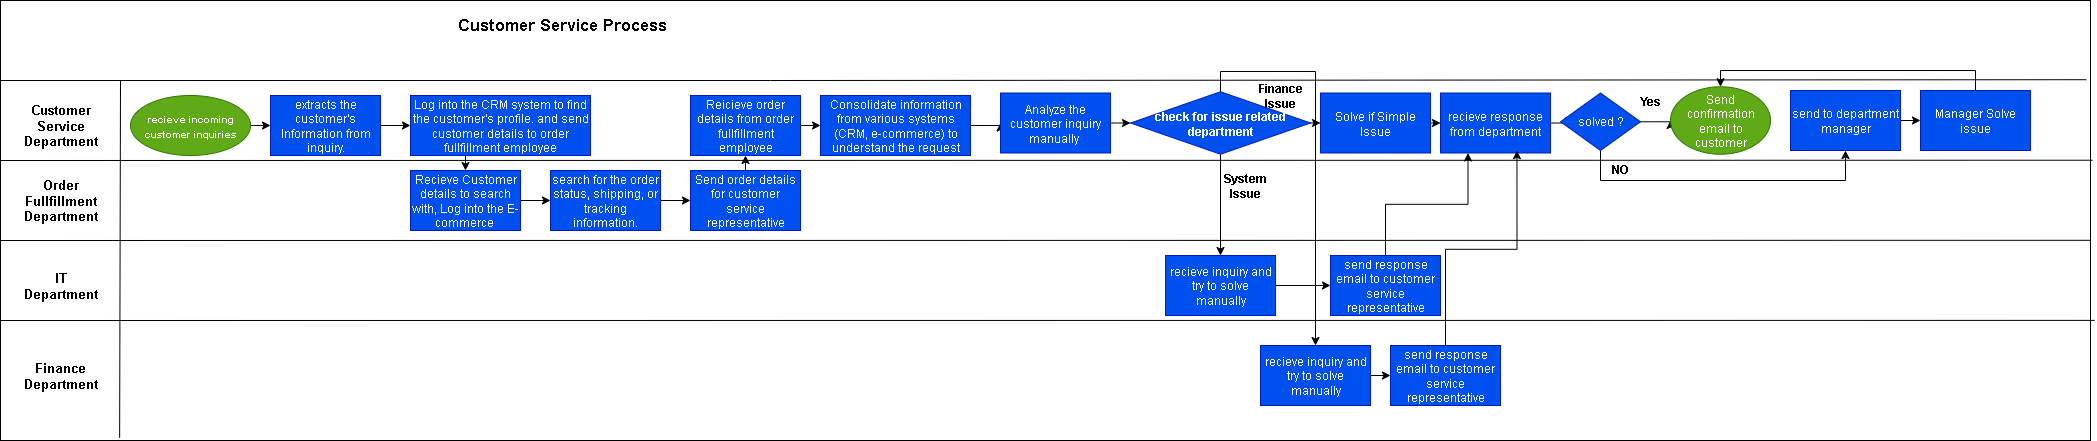 Customer Service Process
Customer
Service
Department
recieve incoming
customer inquiries
extracts the
customer's
Information from
inquiry.
Log into the CRM system to find
the customer's profile. and send
customer details to order
fullfillment employee
Reicieve order
details from order
fullfillment
employee
Consolidate information
from various systems
(CRM, e-commerce) to
understand the request
Analyze the
customer inquiry
manually
check for issue related
department
Finance
Issue
System
Issue
Solve if Simple
Issue
recieve response
from department
solved ?
Yes
NO
Send
confirmation
email to
customer
send to department
manager
Manager Solve
issue
Order
Fullfillment
Department
Recieve Customer
details to search
with, Log into the E-
commerce
search for the order
status, shipping, or
tracking
information.
Send order details
for customer
service
representative
IT
Department
recieve inquiry and
try to solve
manually
send response
email to customer
service
representative
Finance
Department
recieve inquiry and
try to solve
manually
send response
email to customer
service
representative